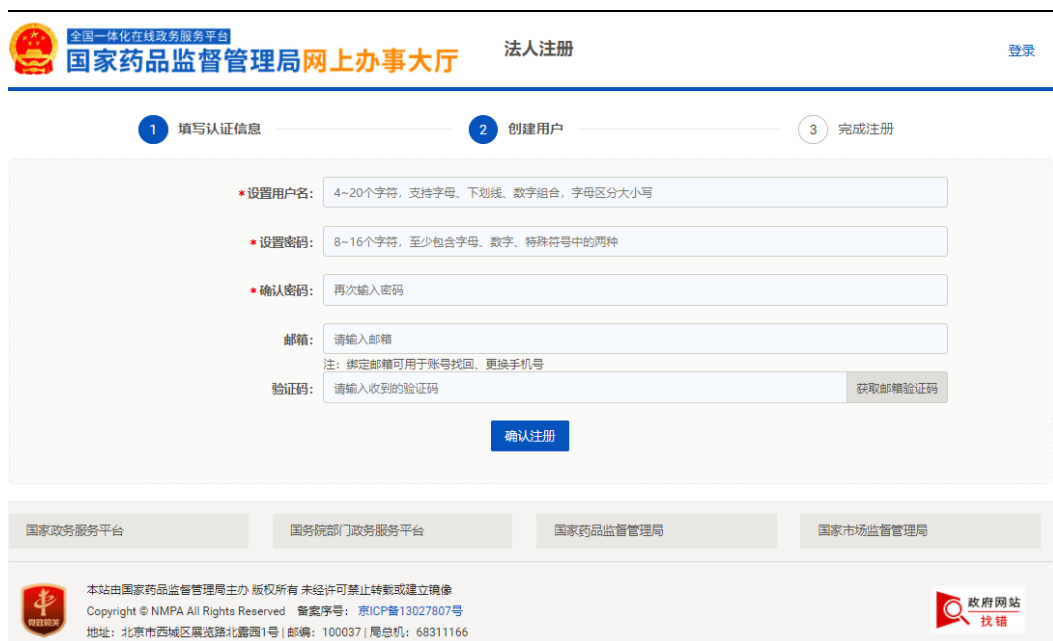 全国一体化在线政务服务平台
国家药品监督管理局网上办事大厅
法人注册
登录
1 填写认证信息
2 创建用户
3 完成注册
*设置用户名： 4~20个字符，支持字母、下划线、数字组合，字母区分大小写
*设置密码： 8~16个字符，至少包含字母、数字、特殊符号中的两种
*确认密码： 再次输入密码
邮箱： 请输入邮箱
注：绑定邮箱可用于账号找回、更换手机号
验证码： 请输入收到的验证码 获取邮箱验证码
确认注册
国家政务服务平台 国务院部门政务服务平台 国家药品监督管理局 国家市场监督管理局
党政机关
本站由国家药品监督管理局主办 版权所有 未经许可禁止转载或建立镜像
Copyright © NMPA All Rights Reserved 备案序号：京ICP备13027807号
地址：北京市西城区展览路北露园1号 | 邮编：100037 | 局总机：68311166
政府网站
找错